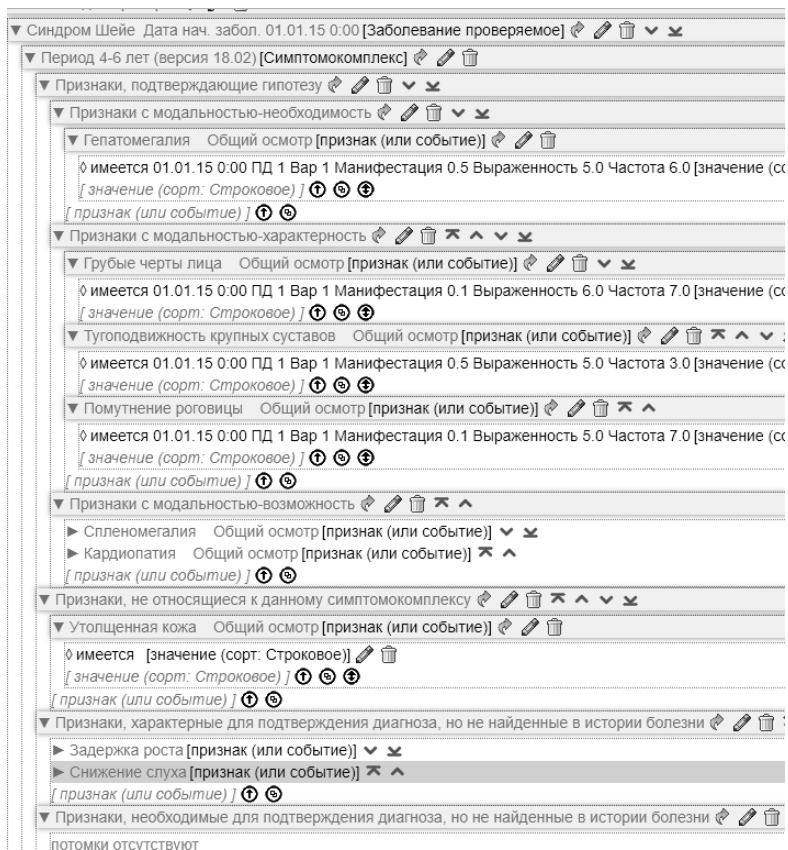 Синдром Шейе Дата нач. забол. 01.01.15 0:00 [Заболевание проверяемое]
Период 4-6 лет (версия 18.02) [Симптомокомплекс]
Признаки, подтверждающие гипотезу
Признаки с модальностью-необходимость
Гепатомегалия Общий осмотр [признак (или событие)]
◊ имеется 01.01.15 0:00 ПД 1 Вар 1 Манифестация 0.5 Выраженность 5.0 Частота 6.0 [значение (со
[ значение (сорт: Строковое) ]
[ признак (или событие) ]
Признаки с модальностью-характерность
Грубые черты лица Общий осмотр [признак (или событие)]
◊ имеется 01.01.15 0:00 ПД 1 Вар 1 Манифестация 0.1 Выраженность 6.0 Частота 7.0 [значение (со
[ значение (сорт: Строковое) ]
Тугоподвижность крупных суставов Общий осмотр [признак (или событие)]
◊ имеется 01.01.15 0:00 ПД 1 Вар 1 Манифестация 0.5 Выраженность 5.0 Частота 3.0 [значение (со
[ значение (сорт: Строковое) ]
Помутнение роговицы Общий осмотр [признак (или событие)]
◊ имеется 01.01.15 0:00 ПД 1 Вар 1 Манифестация 0.1 Выраженность 5.0 Частота 7.0 [значение (со
[ значение (сорт: Строковое) ]
[ признак (или событие) ]
Признаки с модальностью-возможность
Спленомегалия Общий осмотр [признак (или событие)]
Кардиопатия Общий осмотр [признак (или событие)]
[ признак (или событие) ]
Признаки, не относящиеся к данному симптомокомплексу
Утолщенная кожа Общий осмотр [признак (или событие)]
◊ имеется [значение (сорт: Строковое)]
[ значение (сорт: Строковое) ]
[ признак (или событие) ]
Признаки, характерные для подтверждения диагноза, но не найденные в истории болезни
Задержка роста [признак (или событие)]
Снижение слуха [признак (или событие)]
[ признак (или событие) ]
Признаки, необходимые для подтверждения диагноза, но не найденные в истории болезни
потомки отсутствуют